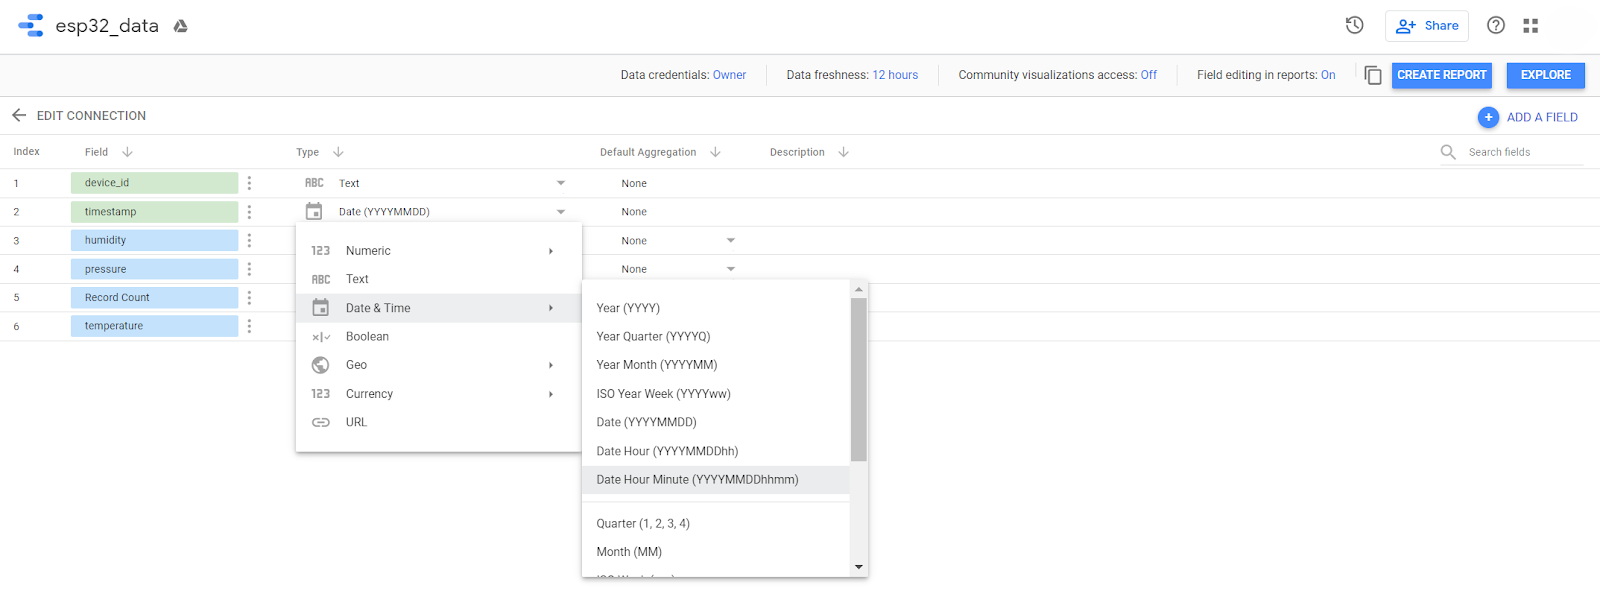 esp32_data
Share
Data credentials: Owner
Data freshness: 12 hours
Community visualizations access: Off
Field editing in reports: On
CREATE REPORT
EXPLORE
EDIT CONNECTION
ADD A FIELD
Index Field Type Default Aggregation Description Search fields
1 device_id ABC Text None
2 timestamp Date (YYYYMMDD) None
3 humidity None
4 pressure None
5 Record Count
6 temperature
123 Numeric
ABC Text
Date & Time
Boolean
Geo
123 Currency
URL
Year (YYYY)
Year Quarter (YYYYQ)
Year Month (YYYYMM)
ISO Year Week (YYYYww)
Date (YYYYMMDD)
Date Hour (YYYYMMDDhh)
Date Hour Minute (YYYYMMDDhhmm)
Quarter (1, 2, 3, 4)
Month (MM)